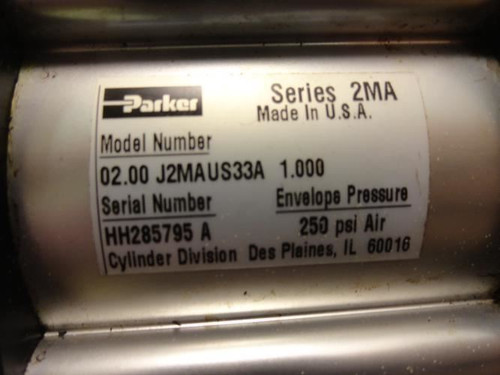 Parker
Series 2MA
Made In U.S.A.
Model Number
02.00 J2MAUS33A 1.000
Serial Number Envelope Pressure
HH285795 A 250 psi Air
Cylinder Division Des Plaines, IL 60016